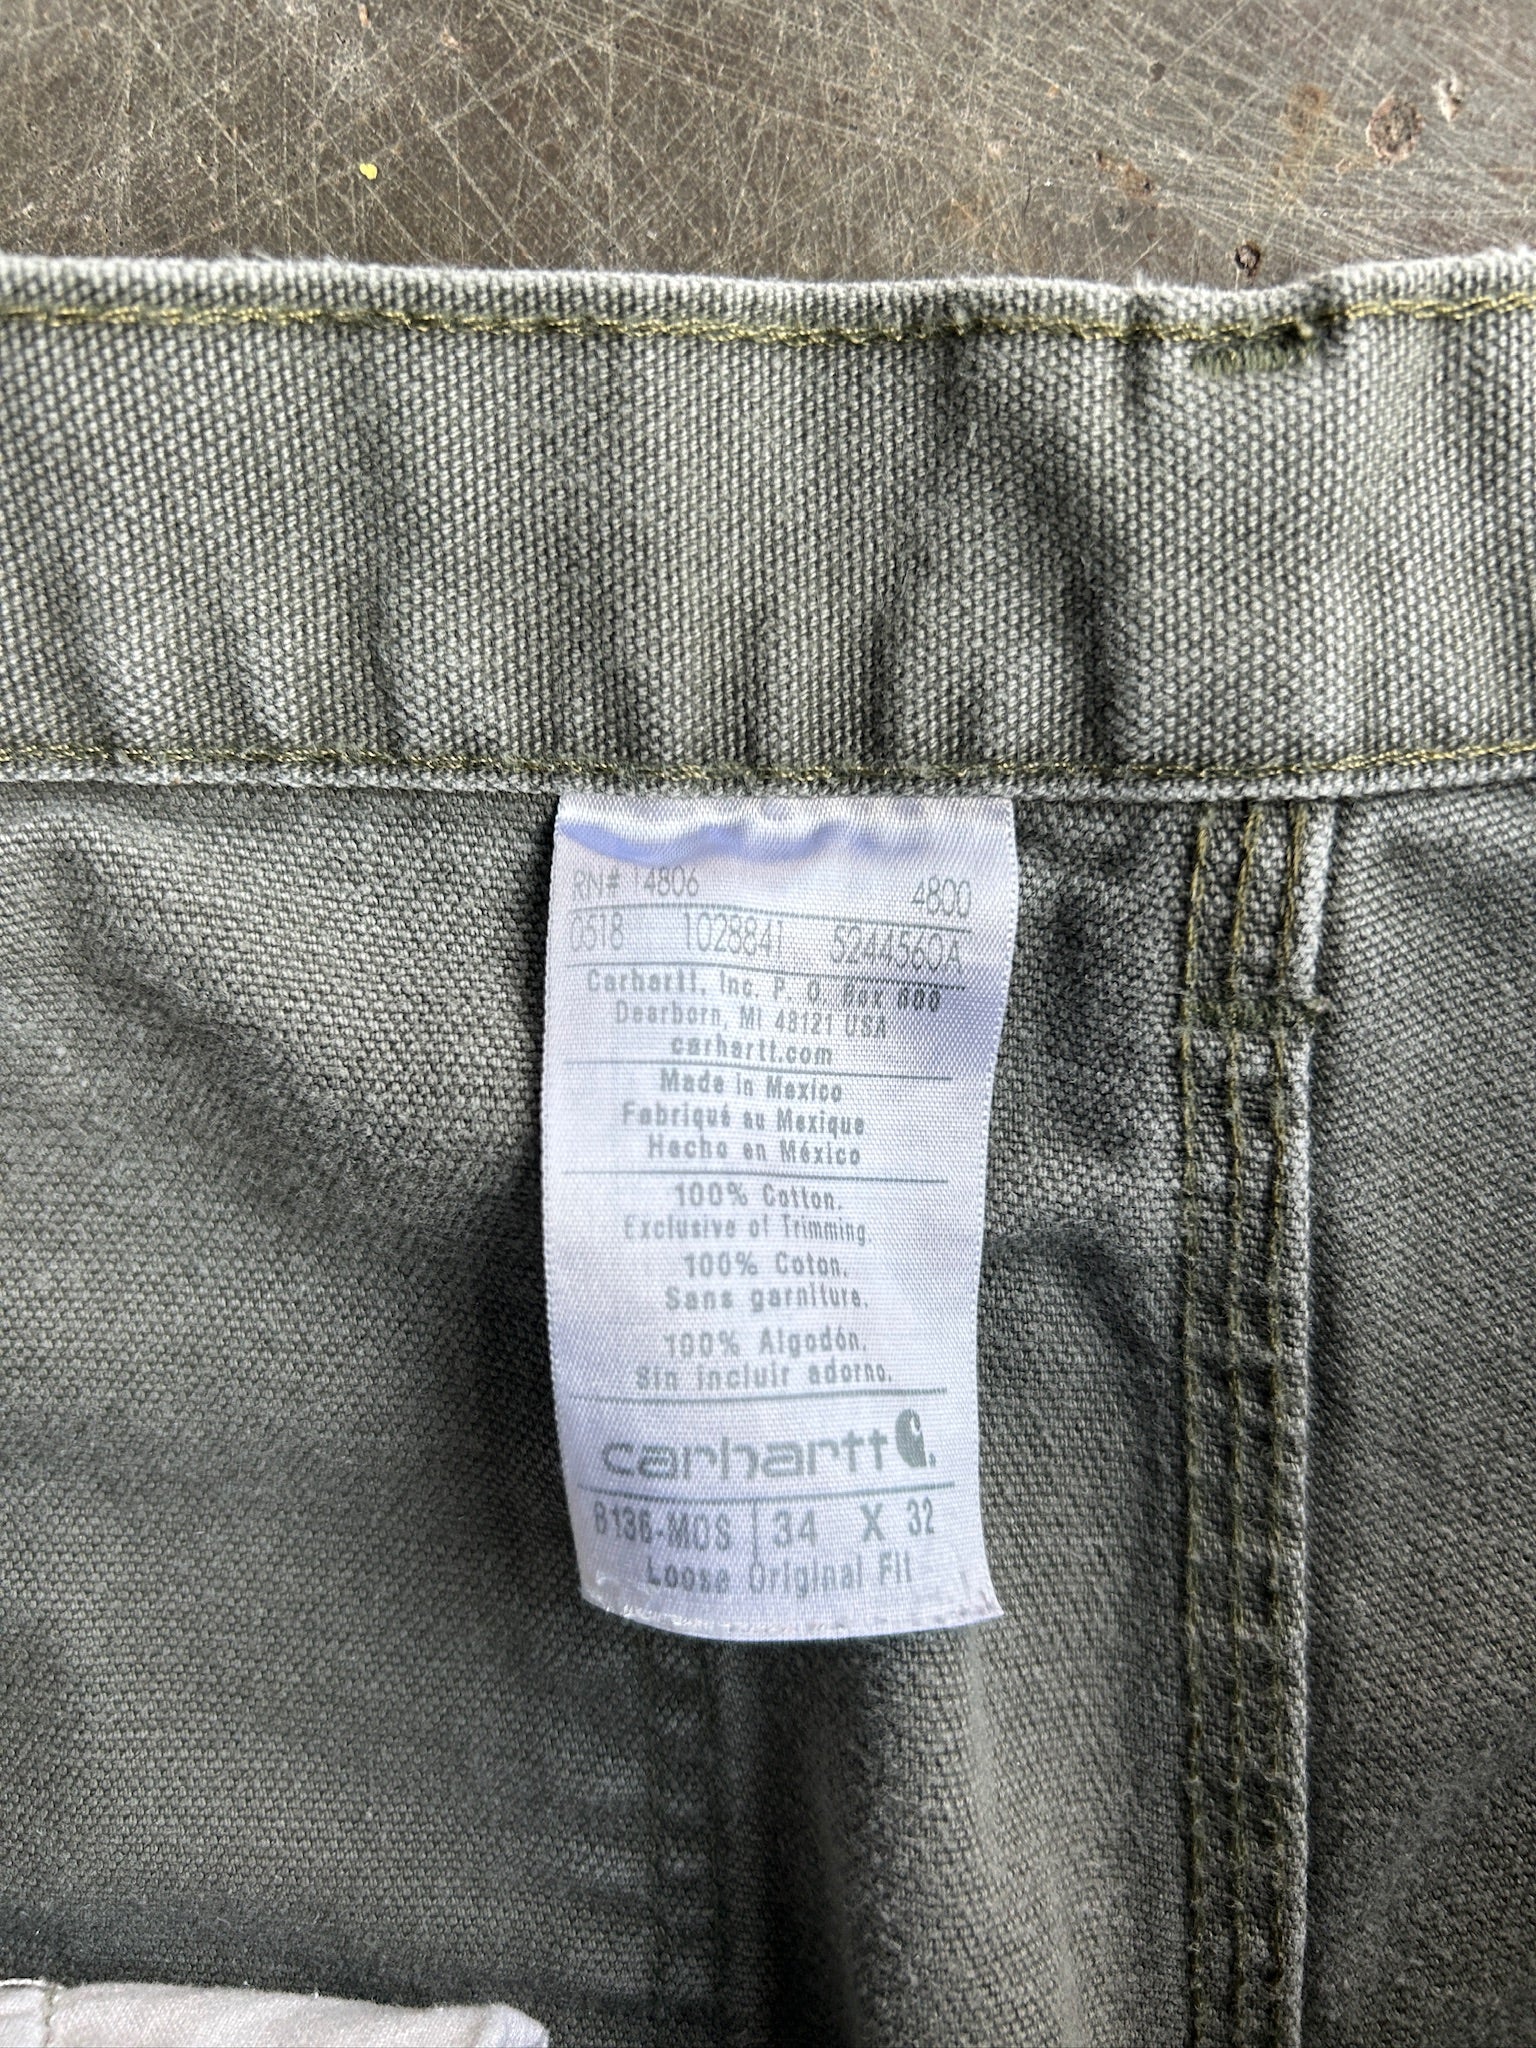 RN# 14806 4800
0518 1028841 524456OA
Carhartt, Inc. P. O. Box 600
Dearborn, MI 48121 USA
carhartt.com
Made in Mexico
Fabriqué au Mexique
Hecho en México
100% Cotton.
Exclusive of Trimming.
100% Coton.
Sans garniture.
100% Algodón.
Sin incluir adorno.
carhartt
B136-MOS 34 X 32
Loose Original Fit